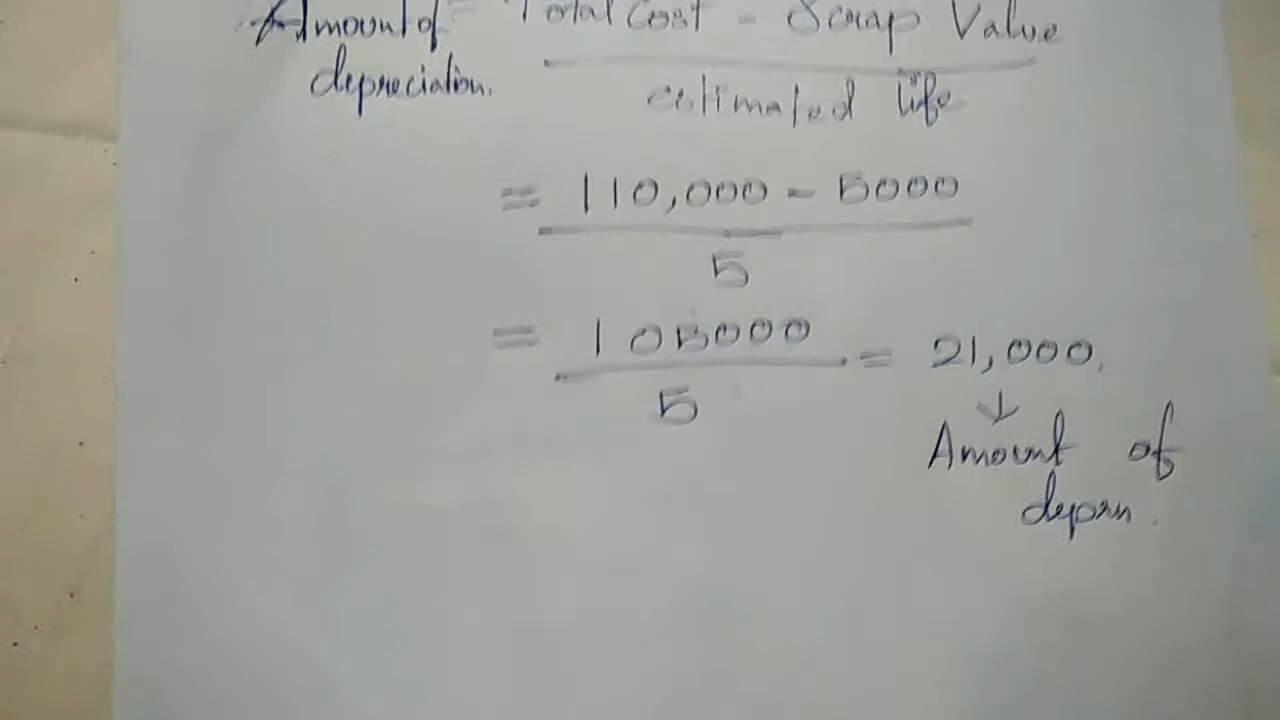 Amount of = Total Cost - Scrap Value
depreciation. estimated life
= 110,000 - 5000
5
= 105000 = 21,000.
5
↓
Amount of
deprn.